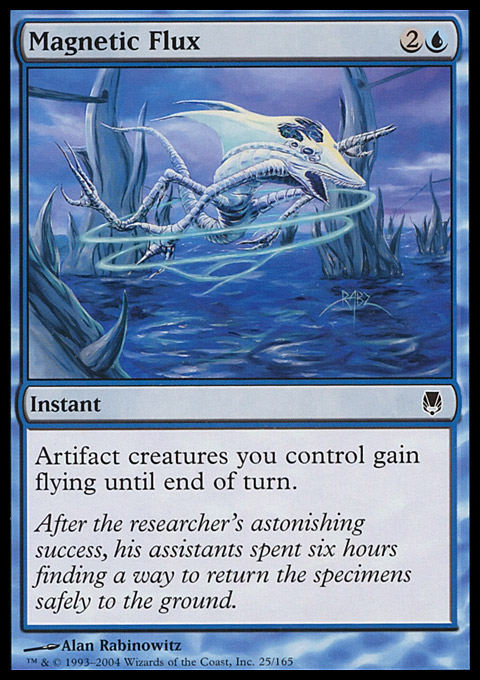 Magnetic Flux 2
RABZ
Instant
Artifact creatures you control gain
flying until end of turn.
After the researcher's astonishing
success, his assistants spent six hours
finding a way to return the specimens
safely to the ground.
Alan Rabinowitz
™ & © 1993–2004 Wizards of the Coast, Inc. 25/165